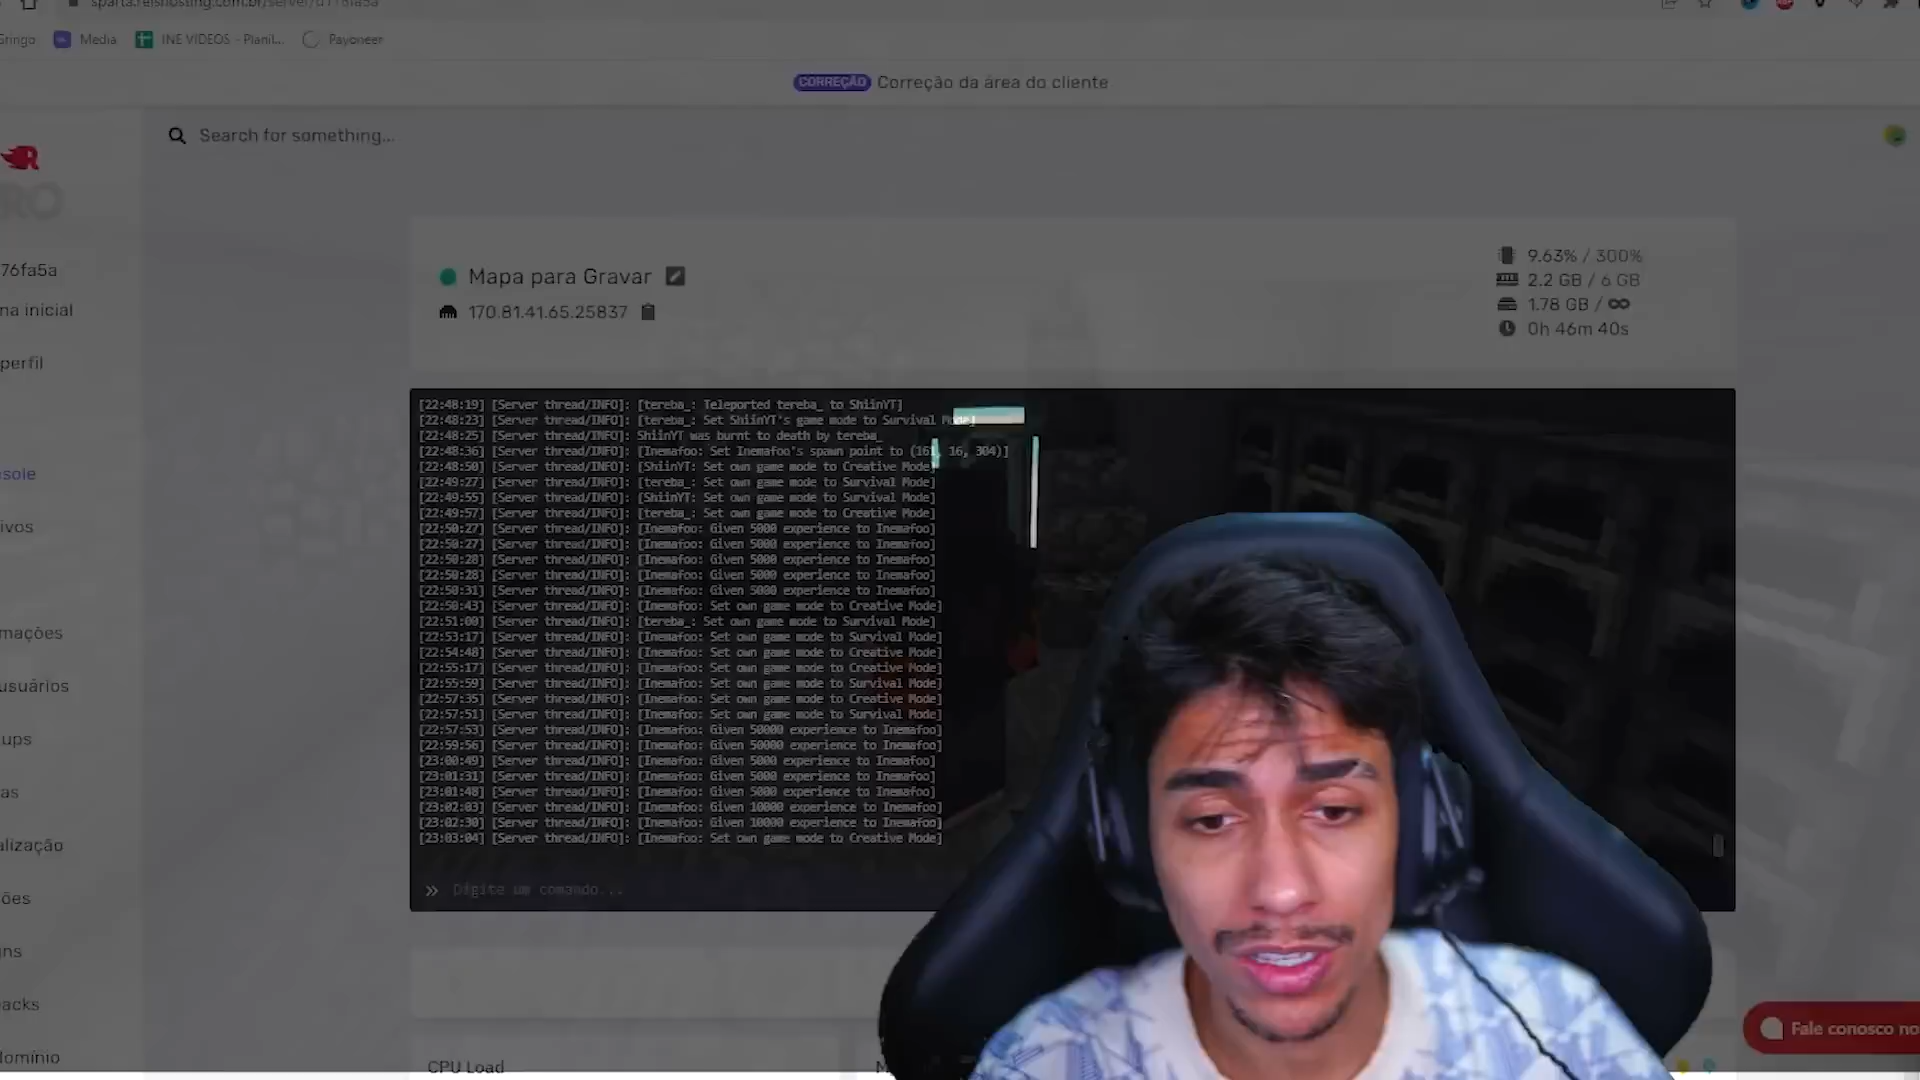 Gringo
Media
INE VIDEOS - Planil...
Payoneer
CORREÇÃO Correção da área do cliente
Search for something...
RO
76fa5a
na inicial
perfil
sole
ivos
mações
usuários
ups
as
alização
ões
ns
acks
domínio
Mapa para Gravar
170.81.41.65.25837
9.63% / 300%
2.2 GB / 6 GB
1.78 GB / ∞
0h 46m 40s
[22:48:19] [Server thread/INFO]: [tereba_: Teleported tereba_ to ShiinYT]
[22:48:23] [Server thread/INFO]: [tereba_: Set ShiinYT's game mode to Survival Mode]
[22:48:25] [Server thread/INFO]: ShiinYT was burnt to death by tereba_
[22:48:36] [Server thread/INFO]: [Inemafoo: Set Inemafoo's spawn point to (161, 16, 304)]
[22:48:50] [Server thread/INFO]: [ShiinYT: Set own game mode to Creative Mode]
[22:49:27] [Server thread/INFO]: [tereba_: Set own game mode to Survival Mode]
[22:49:55] [Server thread/INFO]: [ShiinYT: Set own game mode to Survival Mode]
[22:49:57] [Server thread/INFO]: [tereba_: Set own game mode to Creative Mode]
[22:50:27] [Server thread/INFO]: [Inemafoo: Given 5000 experience to Inemafoo]
[22:50:27] [Server thread/INFO]: [Inemafoo: Given 5000 experience to Inemafoo]
[22:50:28] [Server thread/INFO]: [Inemafoo: Given 5000 experience to Inemafoo]
[22:50:28] [Server thread/INFO]: [Inemafoo: Given 5000 experience to Inemafoo]
[22:50:31] [Server thread/INFO]: [Inemafoo: Given 5000 experience to Inemafoo]
[22:50:43] [Server thread/INFO]: [Inemafoo: Set own game mode to Creative Mode]
[22:51:00] [Server thread/INFO]: [tereba_: Set own game mode to Survival Mode]
[22:53:17] [Server thread/INFO]: [Inemafoo: Set own game mode to Survival Mode]
[22:54:48] [Server thread/INFO]: [Inemafoo: Set own game mode to Creative Mode]
[22:55:17] [Server thread/INFO]: [Inemafoo: Set own game mode to Creative Mode]
[22:55:59] [Server thread/INFO]: [Inemafoo: Set own game mode to Survival Mode]
[22:57:35] [Server thread/INFO]: [Inemafoo: Set own game mode to Creative Mode]
[22:57:51] [Server thread/INFO]: [Inemafoo: Set own game mode to Survival Mode]
[22:57:53] [Server thread/INFO]: [Inemafoo: Given 50000 experience to Inemafoo]
[22:59:56] [Server thread/INFO]: [Inemafoo: Given 50000 experience to Inemafoo]
[23:00:49] [Server thread/INFO]: [Inemafoo: Given 5000 experience to Inemafoo]
[23:01:31] [Server thread/INFO]: [Inemafoo: Given 5000 experience to Inemafoo]
[23:01:48] [Server thread/INFO]: [Inemafoo: Given 5000 experience to Inemafoo]
[23:02:03] [Server thread/INFO]: [Inemafoo: Given 10000 experience to Inemafoo]
[23:02:30] [Server thread/INFO]: [Inemafoo: Given 10000 experience to Inemafoo]
[23:03:04] [Server thread/INFO]: [Inemafoo: Set own game mode to Creative Mode]
» Digite um comando...
CPU Load
Fale conosco no